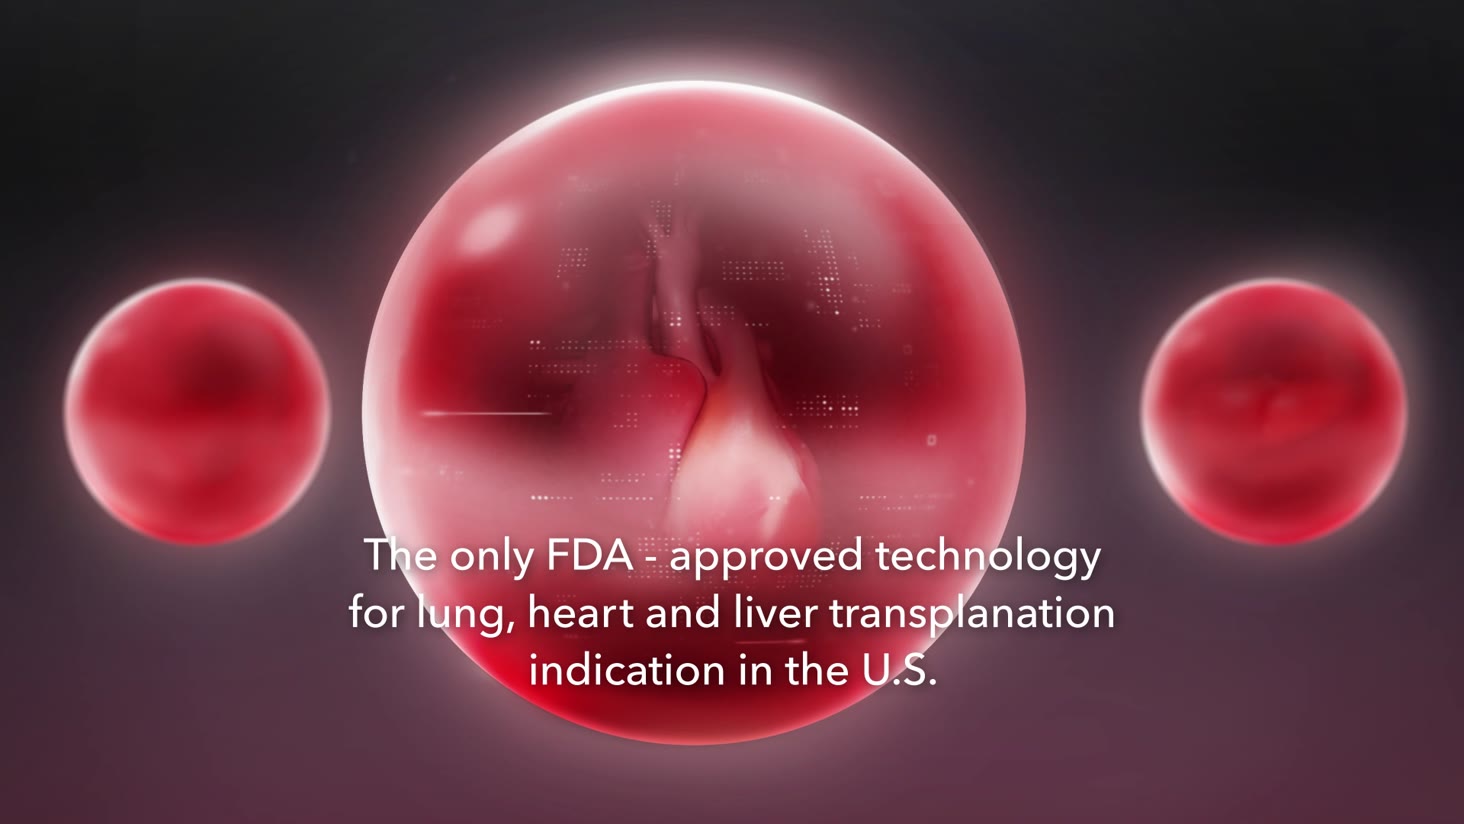 The only FDA - approved technology
for lung, heart and liver transplanation
indication in the U.S.